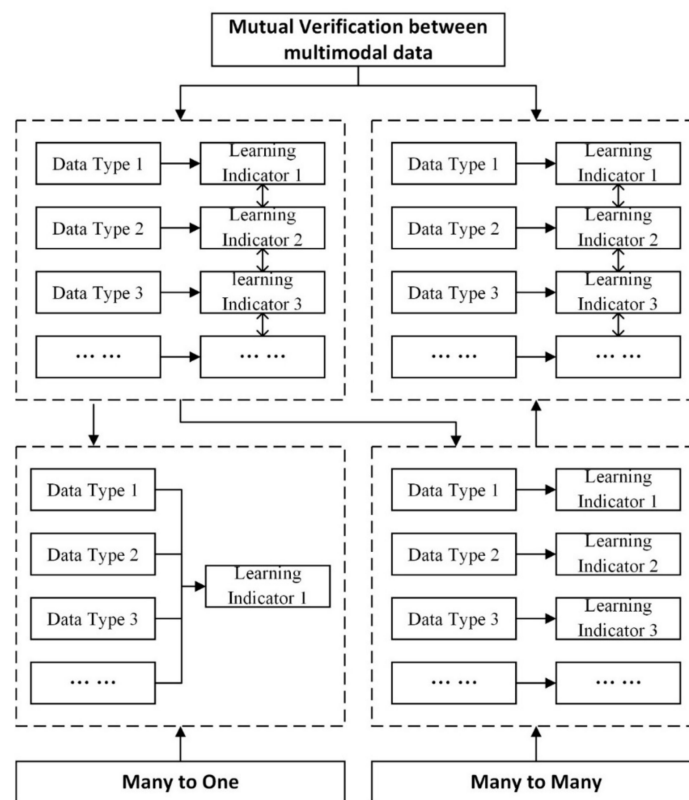 Mutual Verification between
multimodal data
Data Type 1
Learning
Indicator 1
Data Type 2
Learning
Indicator 2
Data Type 3
learning
Indicator 3
... ...
... ...
Data Type 1
Learning
Indicator 1
Data Type 2
Learning
Indicator 2
Data Type 3
Learning
Indicator 3
... ...
... ...
Data Type 1
Data Type 2
Data Type 3
... ...
Learning
Indicator 1
Data Type 1
Learning
Indicator 1
Data Type 2
Learning
Indicator 2
Data Type 3
Learning
Indicator 3
... ...
... ...
Many to One
Many to Many